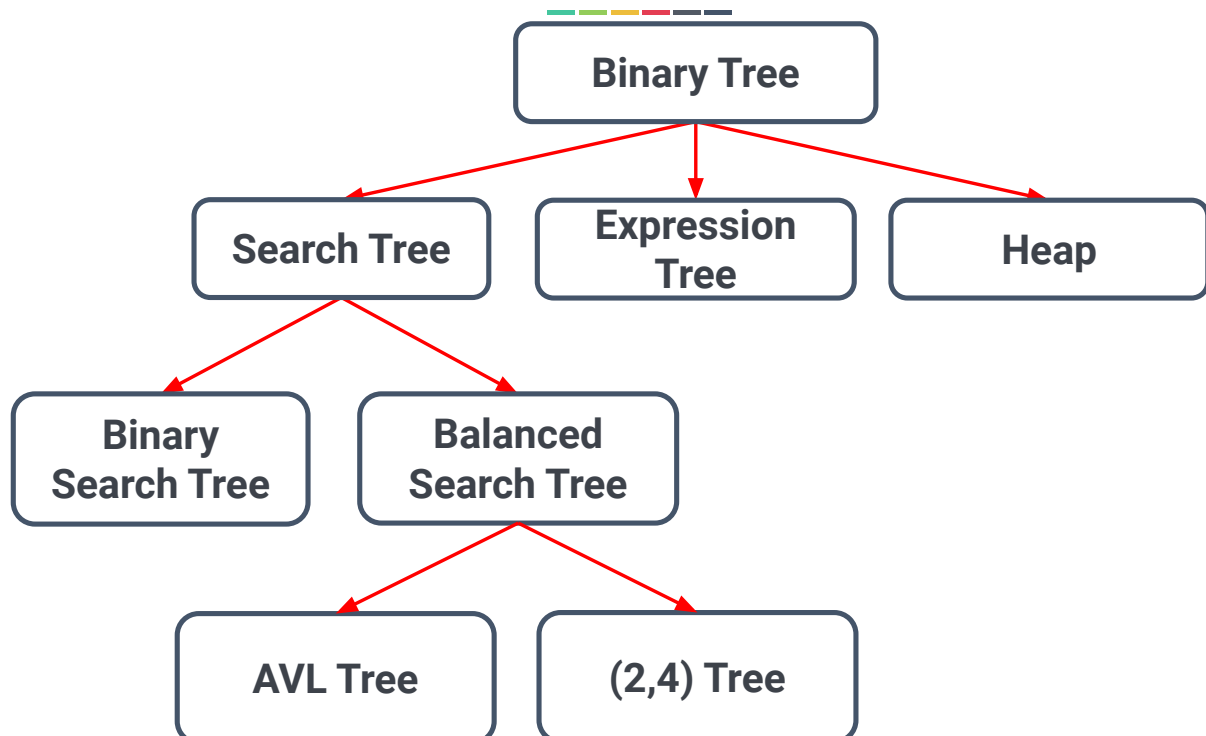 Binary Tree
Search Tree
Expression
Tree
Heap
Binary
Search Tree
Balanced
Search Tree
AVL Tree
(2,4) Tree